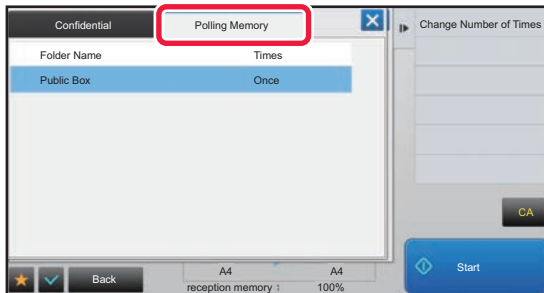 Confidential
Polling Memory
Change Number of Times
Folder Name
Times
Public Box
Once
CA
Start
Back
A4
A4
reception memory :
100%